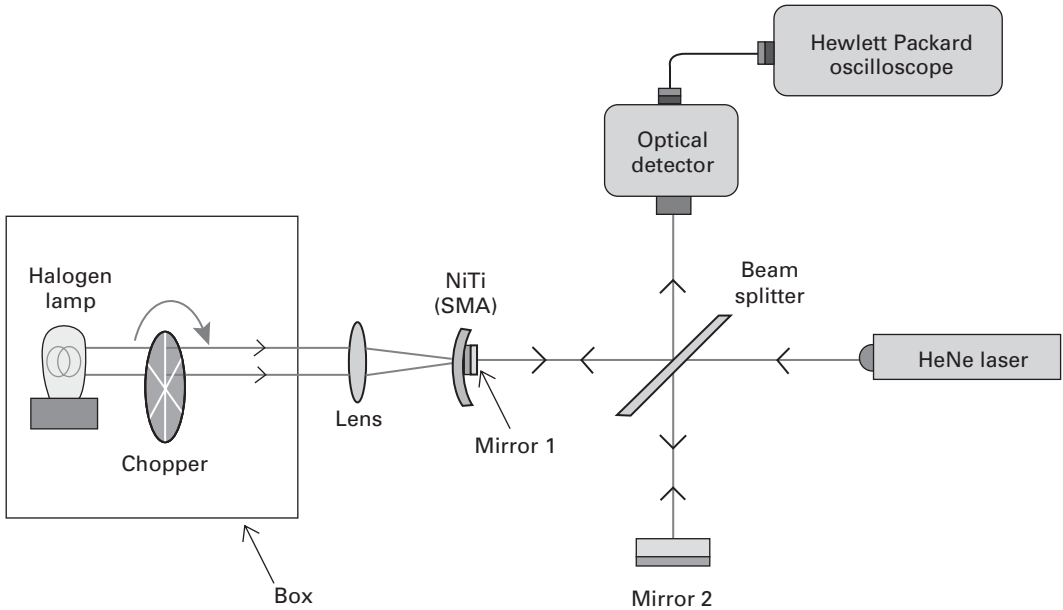 Hewlett Packard
oscilloscope
Optical
detector
Halogen
lamp
NiTi
(SMA)
Beam
splitter
HeNe laser
Lens
Mirror 1
Chopper
Box
Mirror 2